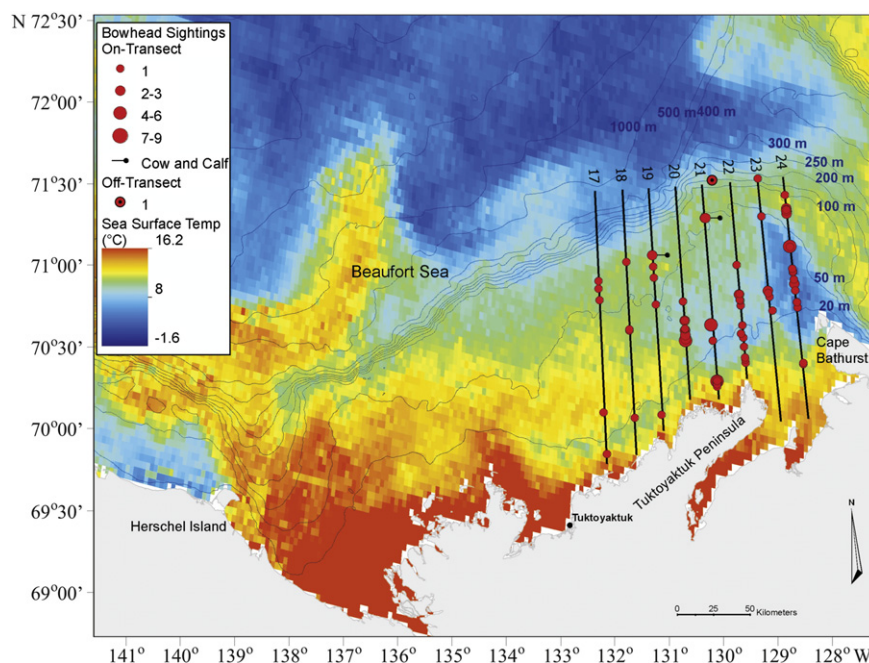 N 72°30'
72°00'
71°30'
71°00'
70°30'
70°00'
69°30'
69°00'
Bowhead Sightings
On-Transect
1
2-3
4-6
7-9
Cow and Calf
Off-Transect
1
Sea Surface Temp
(°C)
16.2
8
-1.6
1000 m
500 m
400 m
300 m
250 m
200 m
100 m
50 m
20 m
17
18
19
20
21
22
23
24
Beaufort Sea
Cape
Bathurst
Tuktoyaktuk Peninsula
Tuktoyaktuk
Herschel Island
N
0 25 50
Kilometers
141° 140° 139° 138° 137° 136° 135° 134° 133° 132° 131° 130° 129° 128° W